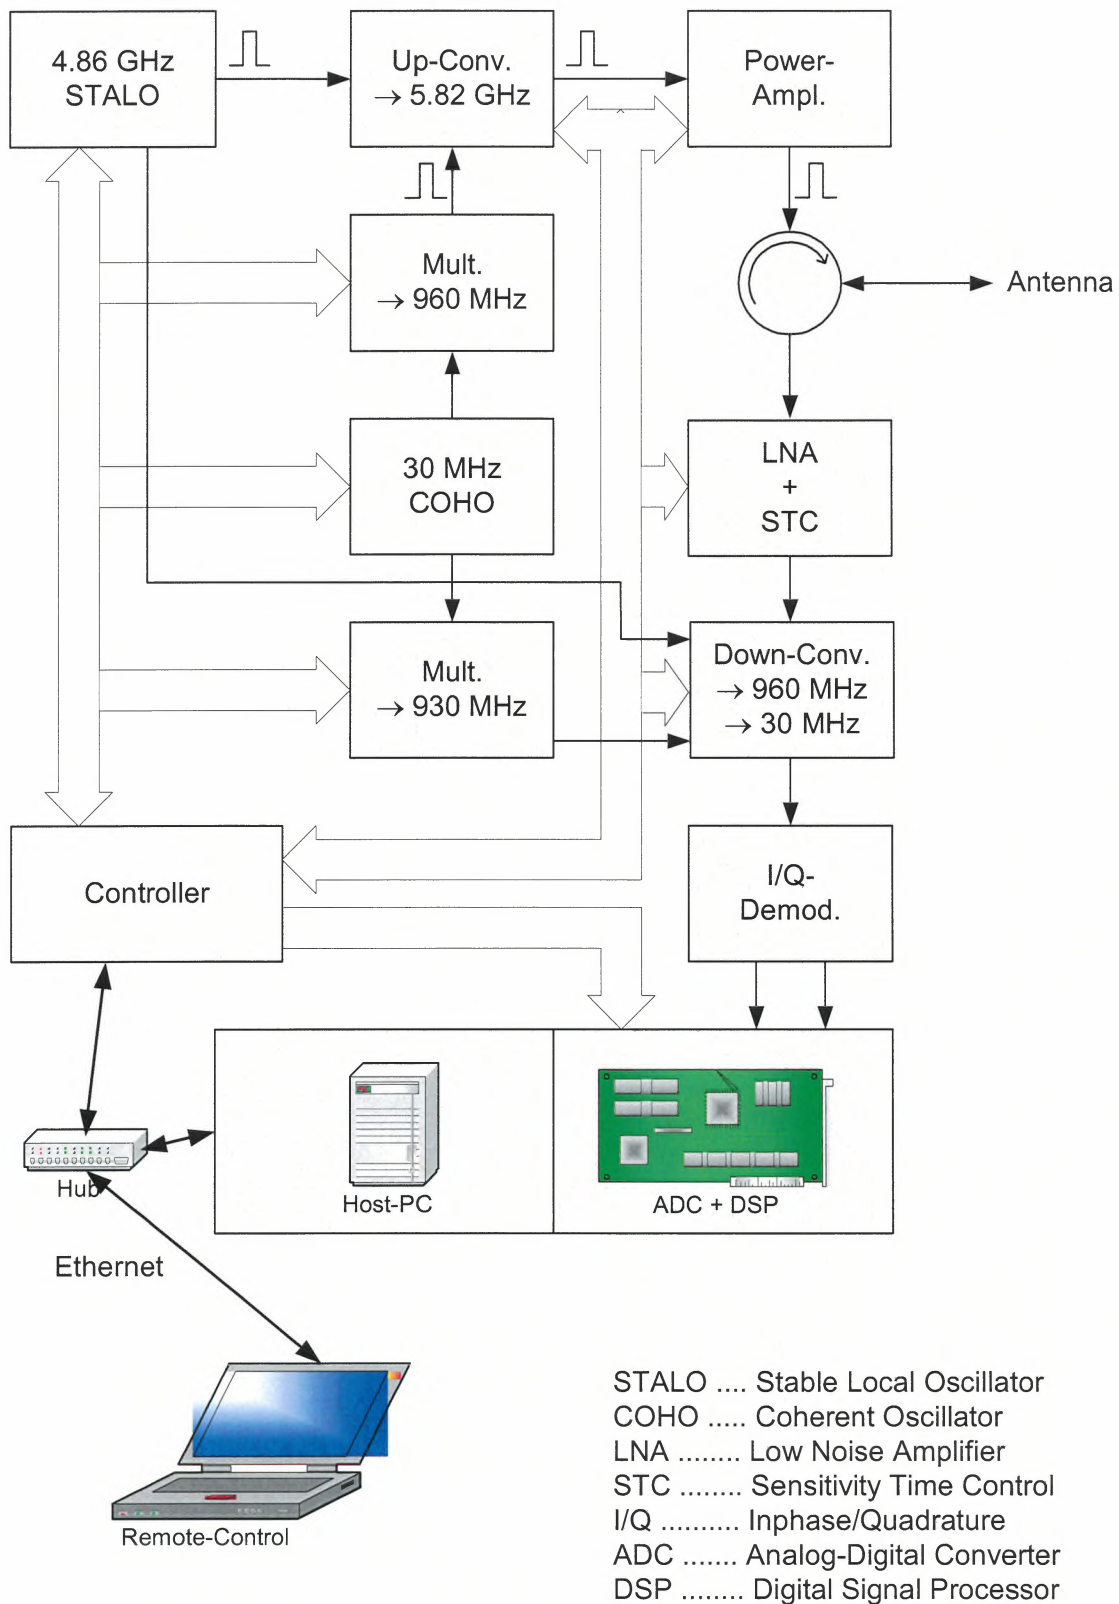 4.86 GHz
STALO
Up-Conv.
→ 5.82 GHz
Power-
Ampl.
Mult.
→ 960 MHz
Antenna
30 MHz
COHO
LNA
+
STC
Mult.
→ 930 MHz
Down-Conv.
→ 960 MHz
→ 30 MHz
Controller
I/Q-
Demod.
Hub
Host-PC
ADC + DSP
Ethernet
Remote-Control
STALO .... Stable Local Oscillator
COHO ..... Coherent Oscillator
LNA ........ Low Noise Amplifier
STC ........ Sensitivity Time Control
I/Q .......... Inphase/Quadrature
ADC ....... Analog-Digital Converter
DSP ........ Digital Signal Processor